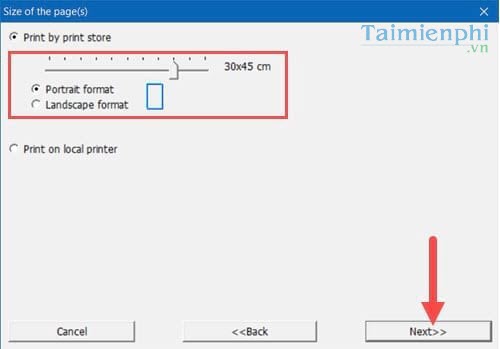 Size of the page(s)
Print by print store
Taimienphi
.vn
30x45 cm
Portrait format
Landscape format
Print on local printer
Cancel
<<Back
Next>>